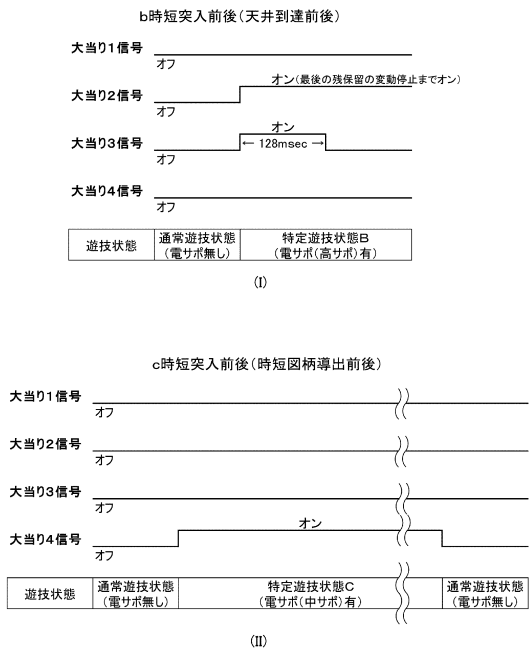 b時短突入前後(天井到達前後)
大当り1信号
オフ
オン(最後の残保留の変動停止までオン)
大当り2信号
オフ
オン
大当り3信号
← 128msec →
オフ
大当り4信号
オフ
遊技状態
通常遊技状態
(電サポ無し)
特定遊技状態B
(電サポ(高サポ)有)
(I)
c時短突入前後(時短図柄導出前後)
大当り1信号
オフ
大当り2信号
オフ
大当り3信号
オフ
オン
大当り4信号
オフ
遊技状態
通常遊技状態
(電サポ無し)
特定遊技状態C
(電サポ(中サポ)有)
通常遊技状態
(電サポ無し)
(II)